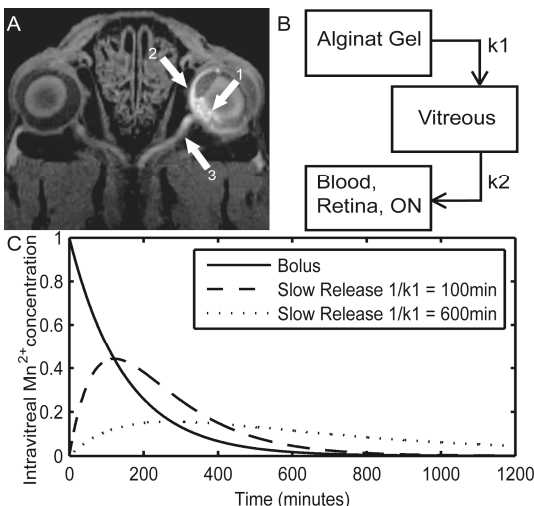 A
2
1
3
B
Alginat Gel
k1
Vitreous
k2
Blood,
Retina, ON
C
Intravitreal Mn2+concentration
1
0.8
0.6
0.4
0.2
0
Bolus
Slow Release 1/k1 = 100min
Slow Release 1/k1 = 600min
0 200 400 600 800 1000 1200
Time (minutes)